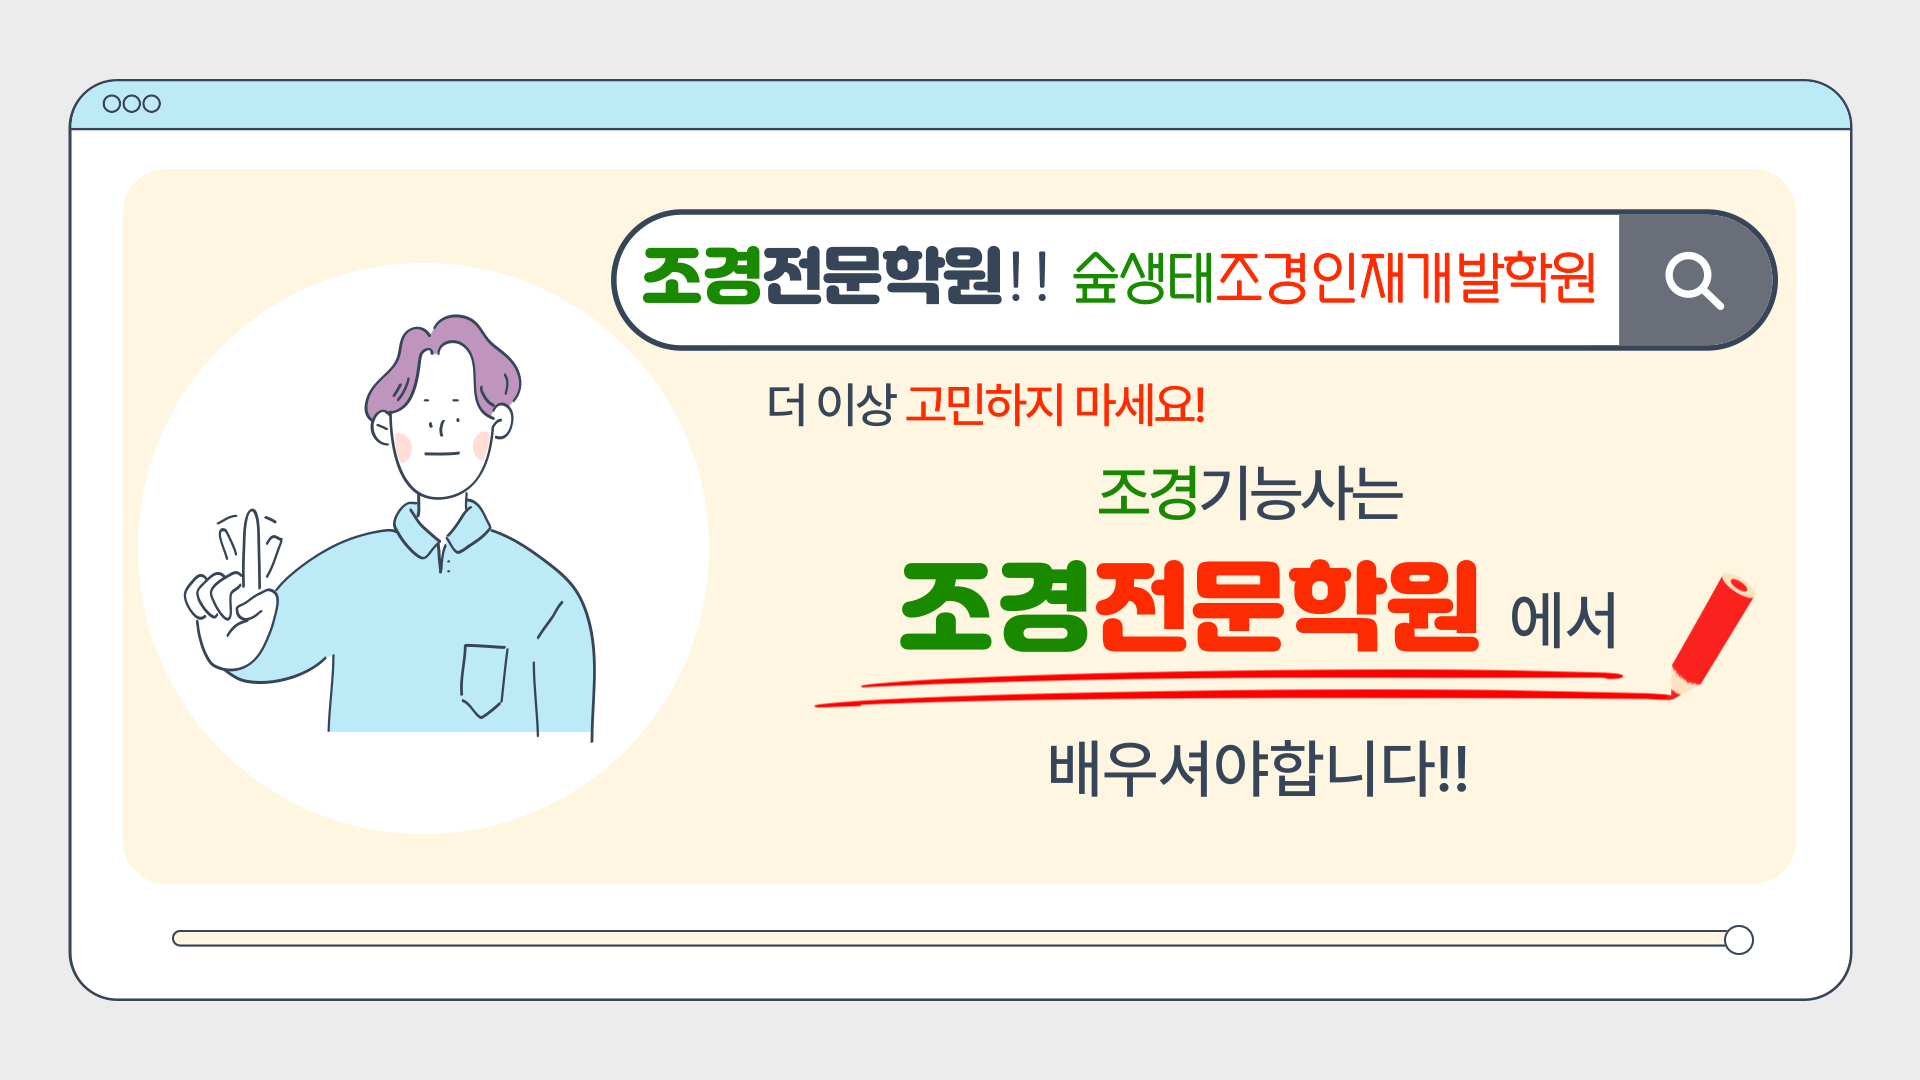 조경전문학원!! 숲생태조경인재개발학원
더 이상 고민하지 마세요!
조경기능사는
조경전문학원 에서
배우셔야합니다!!